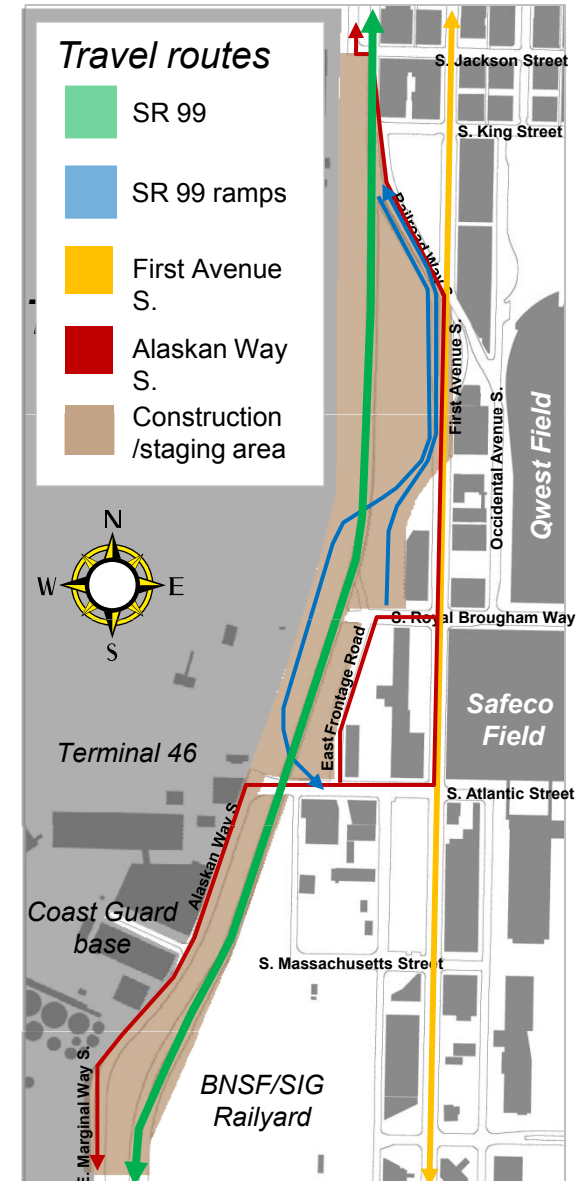 Travel routes
SR 99
SR 99 ramps
First Avenue
S.
Alaskan Way
S.
Construction
/staging area
S. Jackson Street
S. King Street
Railroad Way S.
First Avenue S.
Occidental Avenue S.
Qwest Field
N
W
E
S
S. Royal Brougham Way
East Frontage Road
Safeco
Field
Terminal 46
S. Atlantic Street
Alaskan Way S.
Coast Guard
base
S. Massachusetts Street
BNSF/SIG
Railyard
E. Marginal Way S.